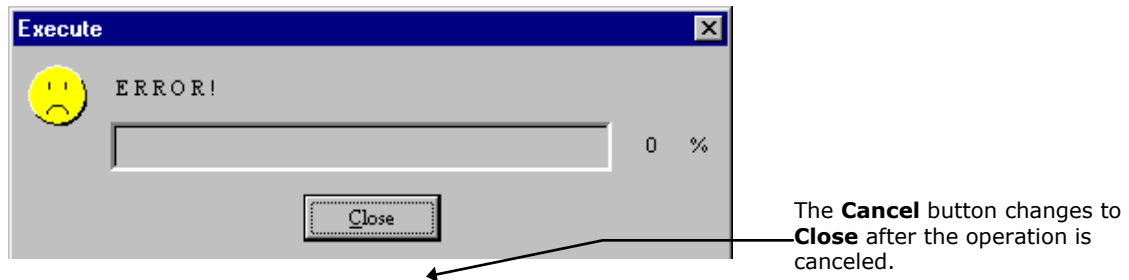 Execute
ERROR!
0 %
Close
The Cancel button changes to
Close after the operation is
canceled.